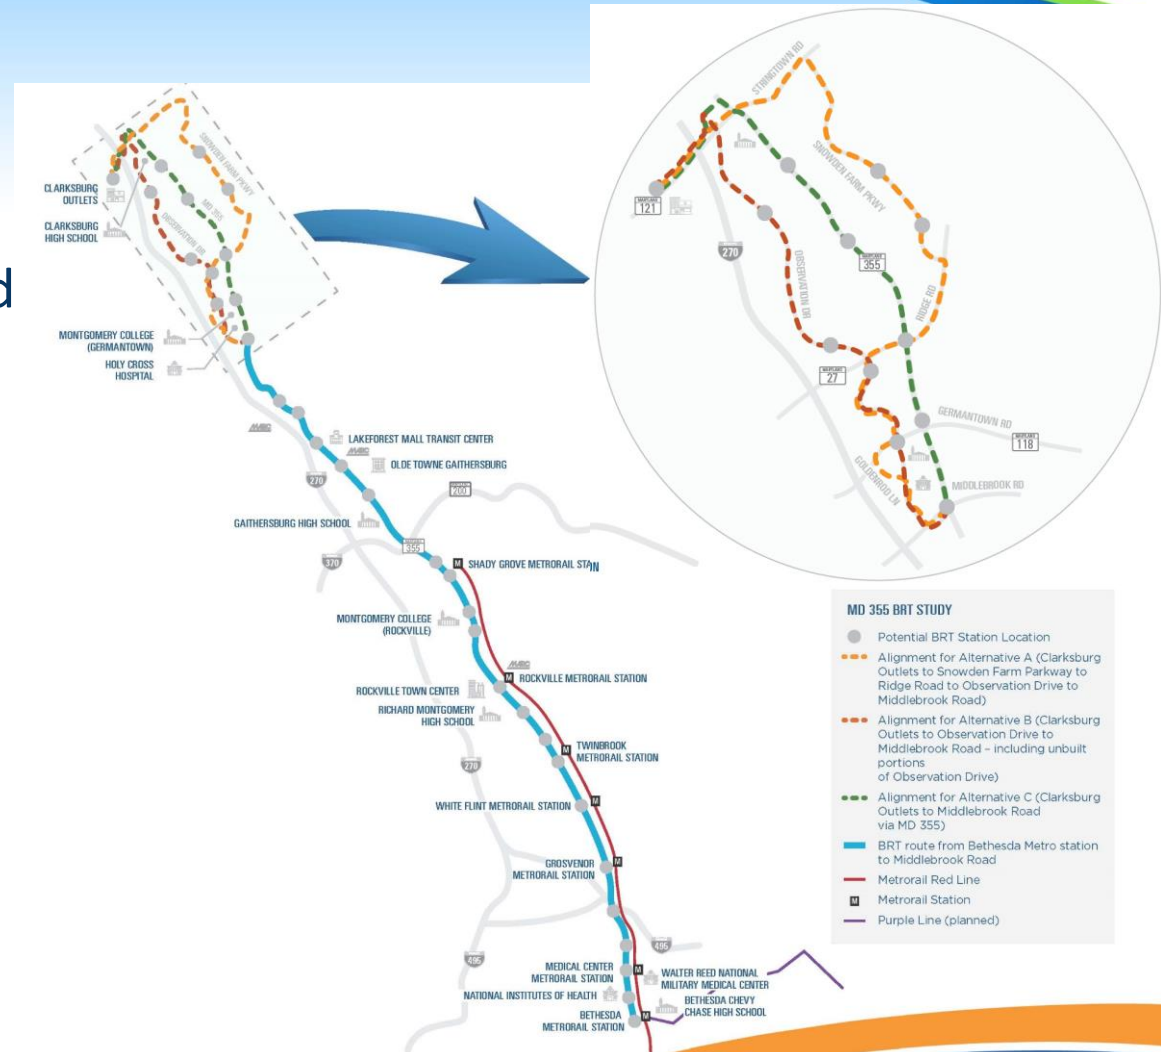 d
CLARKSBURG
OUTLETS
CLARKSBURG
HIGH SCHOOL
SNOWDEN FARM PKWY
MD 355
OBSERVATION DR
MONTGOMERY COLLEGE
(GERMANTOWN)
HOLY CROSS
HOSPITAL
MARC
LAKEFOREST MALL TRANSIT CENTER
MARC
OLDE TOWNE GAITHERSBURG
270
200
GAITHERSBURG HIGH SCHOOL
355
370
M SHADY GROVE METRORAIL STA'N
MONTGOMERY COLLEGE
(ROCKVILLE)
MARC
M ROCKVILLE METRORAIL STATION
ROCKVILLE TOWN CENTER
RICHARD MONTGOMERY
HIGH SCHOOL
M TWINBROOK
METRORAIL STATION
270
WHITE FLINT METRORAIL STATION
M
GROSVENOR
METRORAIL STATION
M
495
495
MEDICAL CENTER
METRORAIL STATION
M
WALTER REED NATIONAL
MILITARY MEDICAL CENTER
NATIONAL INSTITUTES OF HEALTH
BETHESDA CHEVY
CHASE HIGH SCHOOL
BETHESDA
METRORAIL STATION
M
STRINGTOWN RD
SNOWDEN FARM PKWY
MARYLAND
121
270
OBSERVATION DR
MARYLAND
355
RIDGE RD
MARYLAND
27
GERMANTOWN RD
MARYLAND
118
GOLDENROD LN
MIDDLEBROOK RD
MD 355 BRT STUDY
Potential BRT Station Location
Alignment for Alternative A (Clarksburg
Outlets to Snowden Farm Parkway to
Ridge Road to Observation Drive to
Middlebrook Road)
Alignment for Alternative B (Clarksburg
Outlets to Observation Drive to
Middlebrook Road – including unbuilt
portions
of Observation Drive)
Alignment for Alternative C (Clarksburg
Outlets to Middlebrook Road
via MD 355)
BRT route from Bethesda Metro station
to Middlebrook Road
Metrorail Red Line
M Metrorail Station
Purple Line (planned)